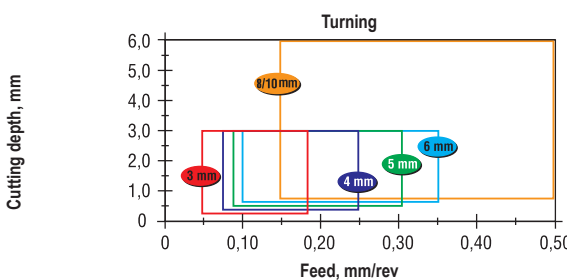 Turning
Cutting depth, mm
6,0
5,0
4,0
3,0
2,0
1,0
0
8/10 mm
6 mm
5 mm
4 mm
3 mm
0 0,10 0,20 0,30 0,40 0,50
Feed, mm/rev